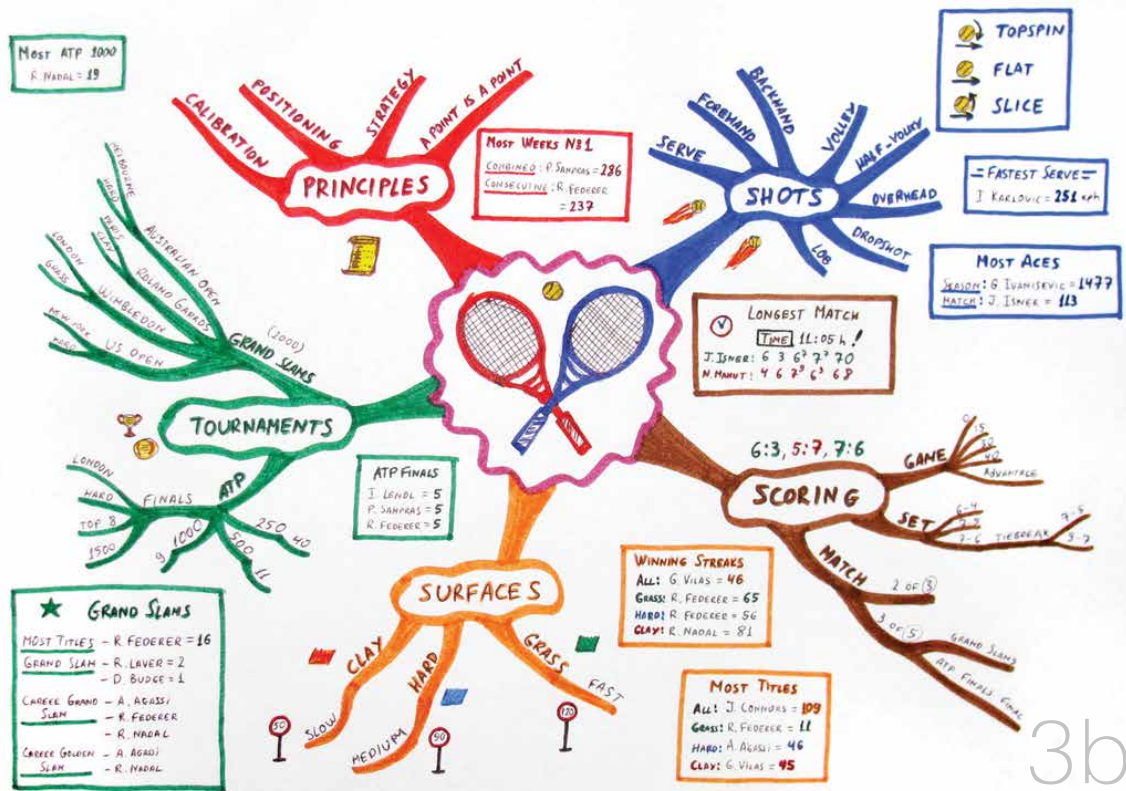 MOST ATP 1000
R. NADAL = 19
CALIBRATION
POSITIONING
STRATEGY
A POINT IS A POINT
PRINCIPLES
MOST WEEKS Nº1
COMBINED: P. SAMPRAS = 286
CONSECUTIVE: R. FEDERER
= 237
SERVE
FOREHAND
BACKHAND
VOLLEY
HALF-VOLLEY
OVERHEAD
DROPSHOT
LOB
SHOTS
TOPSPIN
FLAT
SLICE
=FASTEST SERVE=
I. KARLOVIC = 251 kph
MOST ACES
SEASON: G. IVANISEVIC = 1477
MATCH: J. ISNER = 113
LONGEST MATCH
TIME 11:05 h!
J. ISNER: 6 3 6⁷ 7³ 70
N. MAHUT: 4 6 7⁹ 6³ 68
MELBOURNE
HARD
AUSTRALIAN OPEN
PARIS
CLAY
ROLAND GARROS
LONDON
GRASS
WIMBLEDON
NEW YORK
HARD
US OPEN
(2000)
GRAND SLAMS
TOURNAMENTS
ATP
FINALS
LONDON
HARD
TOP 8
1500
1000
9
500
11
250
40
ATP FINALS
I. LENDL = 5
P. SAMPRAS = 5
R. FEDERER = 5
6:3, 5:7, 7:6
SCORING
GAME
0
15
30
40
ADVANTAGE
SET
6-4
7-5
7-6
TIEBREAK
7-5
9-7
MATCH
2 OF 3
3 OF 5
GRAND SLAMS
ATP FINALS FINAL
SURFACES
CLAY
SLOW
50
HARD
MEDIUM
90
GRASS
FAST
120
WINNING STREAKS
ALL: G. VILAS = 46
GRASS: R. FEDERER = 65
HARD: R. FEDERER = 56
CLAY: R. NADAL = 81
MOST TITLES
ALL: J. CONNORS = 109
GRASS: R. FEDERER = 11
HARD: A. AGASSI = 46
CLAY: G. VILAS = 45
GRAND SLAMS
MOST TITLES - R. FEDERER = 16
GRAND SLAM - R. LAVER = 2
- D. BUDGE = 1
CAREER GRAND - A. AGASSI
SLAM - R. FEDERER
- R. NADAL
CAREER GOLDEN - A. AGASI
SLAM - R. NADAL
3b